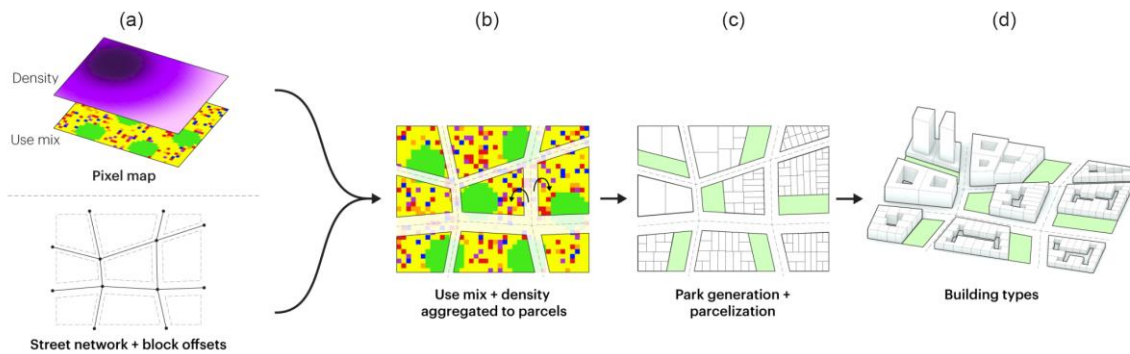 (a)
(b)
(c)
(d)
Density
Use mix
Pixel map
Street network + block offsets
Use mix + density
aggregated to parcels
Park generation +
parcelization
Building types